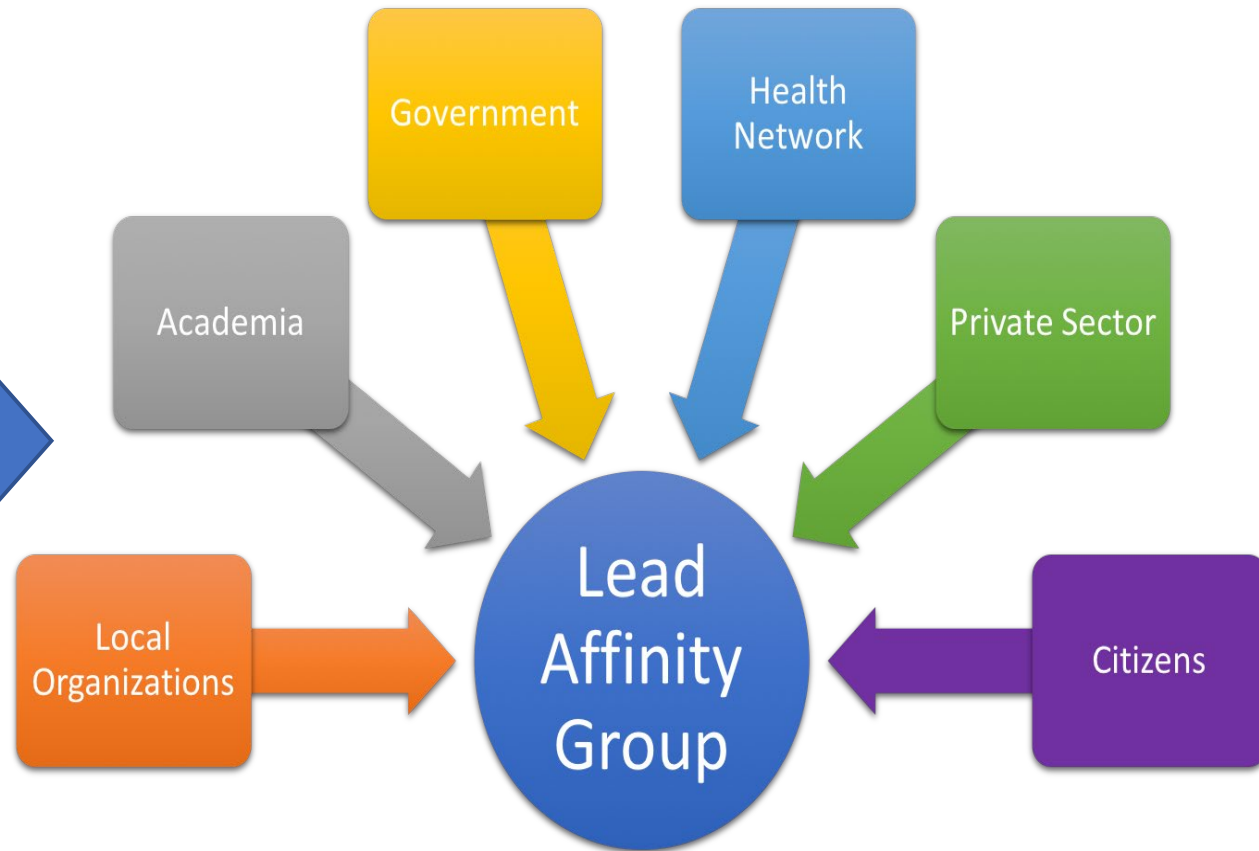 Government
Health
Network
Academia
Private Sector
Local
Organizations
Lead
Affinity
Group
Citizens